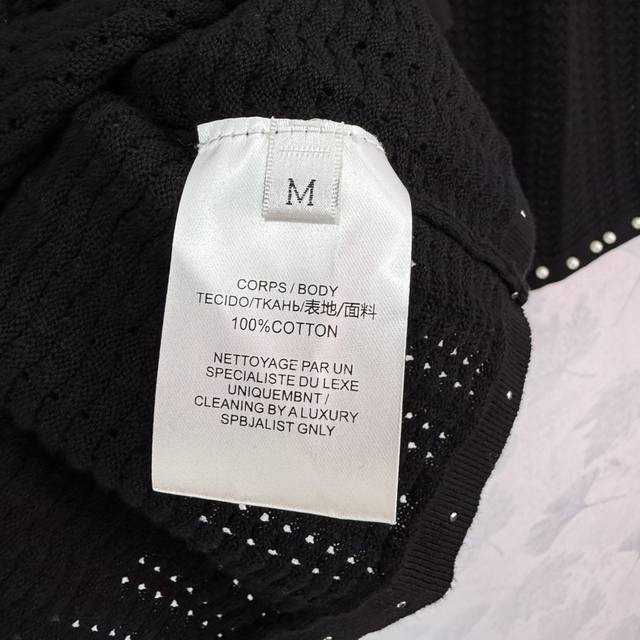 M
CORPS / BODY
TECIDO/TKAHЬ/表地/面料
100%COTTON
NETTOYAGE PAR UN
SPECIALISTE DU LEXE
UNIQUEMBNT /
CLEANING BY A LUXURY
SPBJALIST GNLY